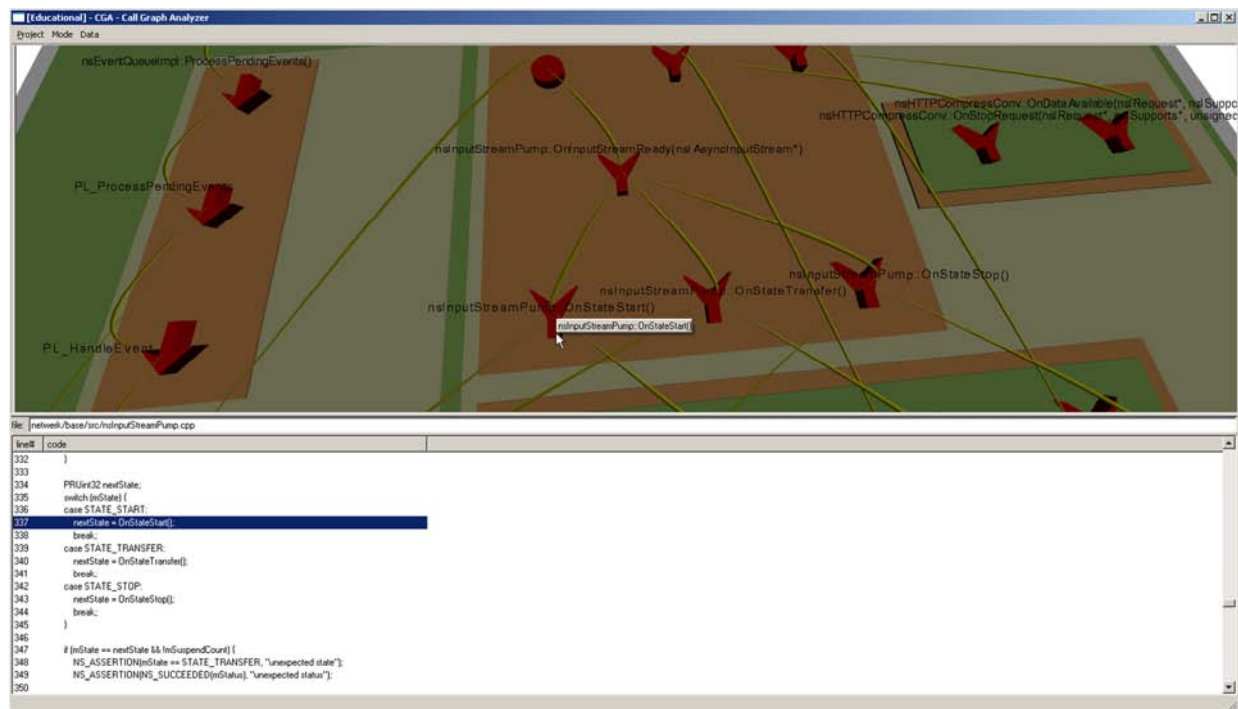 [Educational] - CGA - Call Graph Analyzer
Project Mode Data
nsEventQueueImpl::ProcessPendingEvents()
nsHTTPCompressConv::OnDataAvailable(nsIRequest*, nsISuppo
nsHTTPCompressConv::OnStopRequest(nsIRequest*, nsISupports*, unsigned
nsInputStreamPump::OnInputStreamReady(nsIAsyncInputStream*)
PL_ProcessPendingEvents
nsInputStreamPump::OnStateStop()
nsInputStreamPump::OnStateTransfer()
nsInputStreamPump::OnStateStart()
nsInputStreamPump::OnStateStart()
PL_HandleEvent
file: netwerk/base/src/nsInputStreamPump.cpp
line# code
332 }
333
334 PRUint32 nextState;
335 switch (mState) {
336 case STATE_START:
337 nextState = OnStateStart();
338 break;
339 case STATE_TRANSFER:
340 nextState = OnStateTransfer();
341 break;
342 case STATE_STOP:
343 nextState = OnStateStop();
344 break;
345 }
346
347 if (mState == nextState && !mSuspendCount) {
348 NS_ASSERTION(mState == STATE_TRANSFER, "unexpected state");
349 NS_ASSERTION(NS_SUCCEEDED(mStatus), "unexpected status");
350